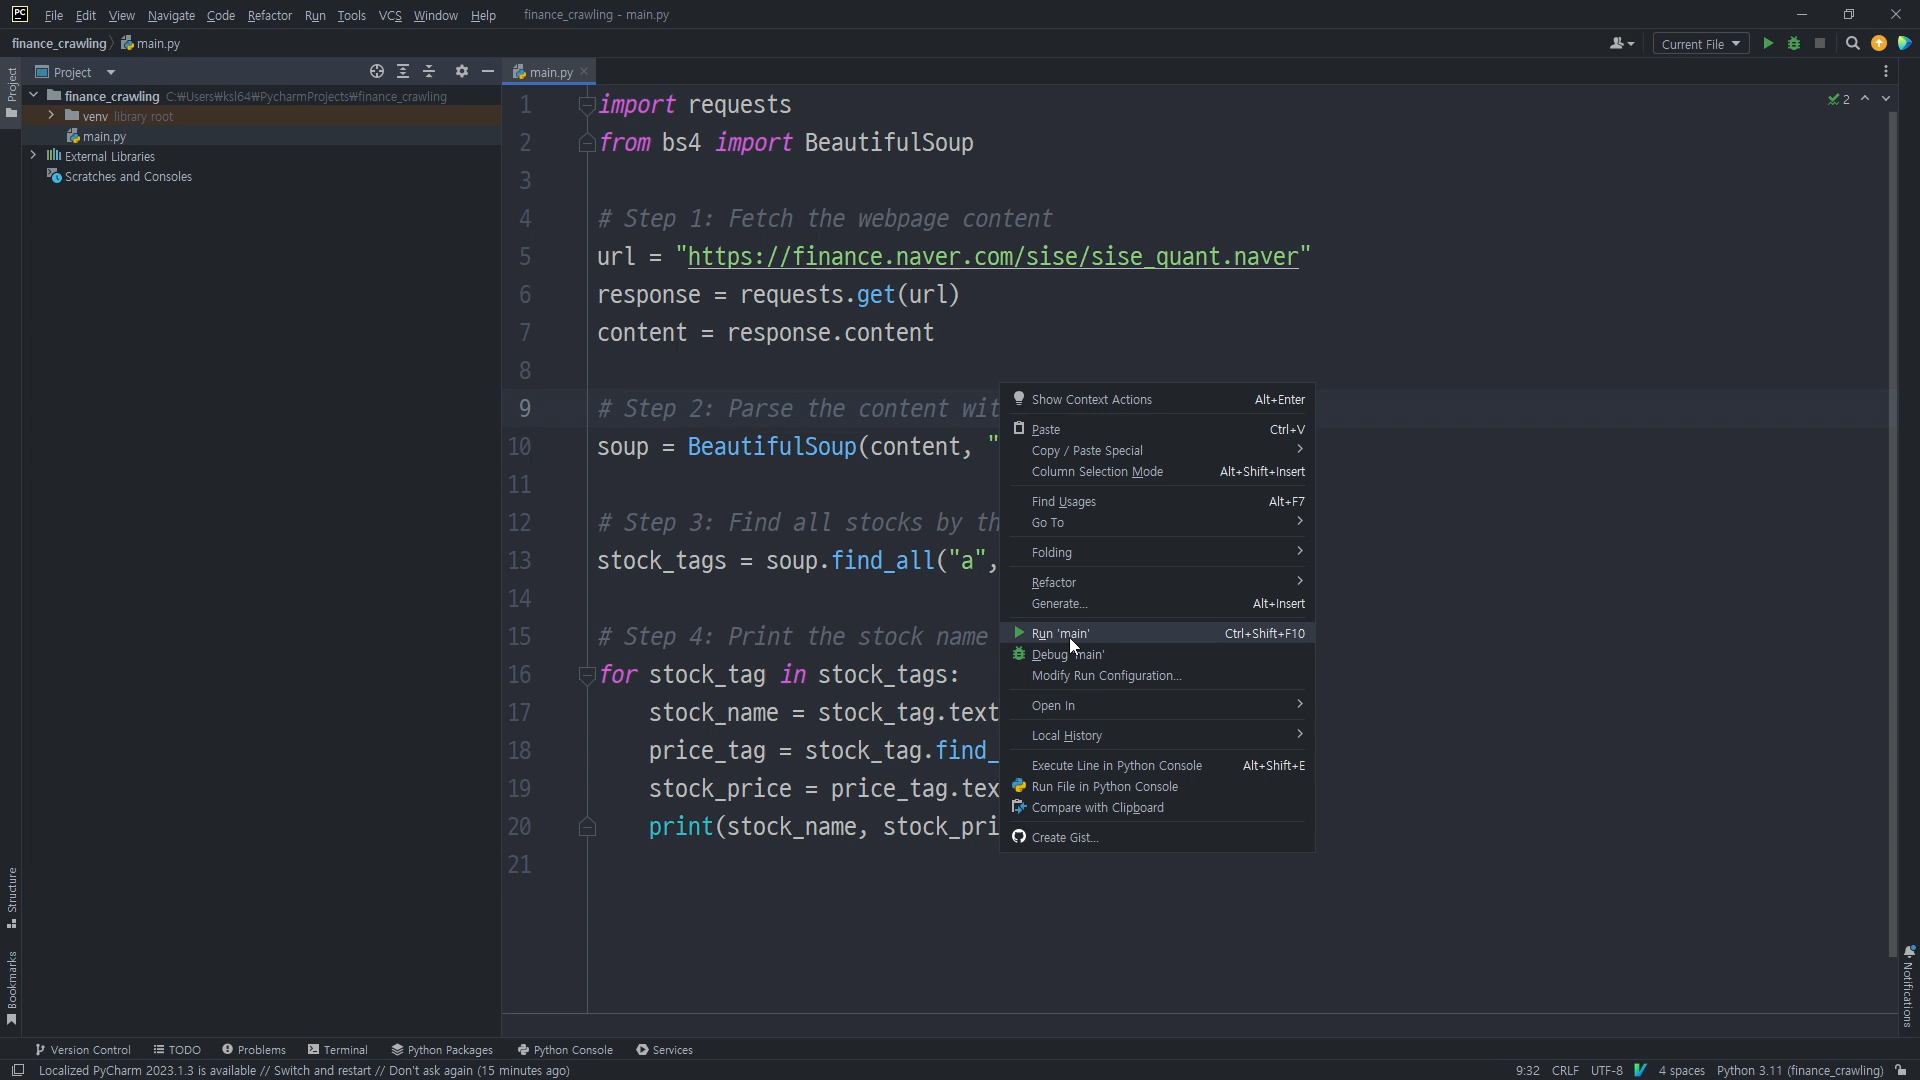 PC File Edit View Navigate Code Refactor Run Tools VCS Window Help finance_crawling - main.py
finance_crawling main.py Current File
Project main.py
Project
finance_crawling C:₩Users₩ksl64₩PycharmProjects₩finance_crawling
venv library root
main.py
External Libraries
Scratches and Consoles
2
1 import requests
2 from bs4 import BeautifulSoup
3
4 # Step 1: Fetch the webpage content
5 url = "https://finance.naver.com/sise/sise_quant.naver"
6 response = requests.get(url)
7 content = response.content
8
9 # Step 2: Parse the content wit
10 soup = BeautifulSoup(content, "
11
12 # Step 3: Find all stocks by th
13 stock_tags = soup.find_all("a",
14
15 # Step 4: Print the stock name
16 for stock_tag in stock_tags:
17 stock_name = stock_tag.text
18 price_tag = stock_tag.find_
19 stock_price = price_tag.tex
20 print(stock_name, stock_pri
21
Show Context Actions Alt+Enter
Paste Ctrl+V
Copy / Paste Special
Column Selection Mode Alt+Shift+Insert
Find Usages Alt+F7
Go To
Folding
Refactor
Generate... Alt+Insert
Run 'main' Ctrl+Shift+F10
Debug 'main'
Modify Run Configuration...
Open In
Local History
Execute Line in Python Console Alt+Shift+E
Run File in Python Console
Compare with Clipboard
Create Gist...
Structure
Bookmarks
Notifications
Version Control TODO Problems Terminal Python Packages Python Console Services
Localized PyCharm 2023.1.3 is available // Switch and restart // Don't ask again (15 minutes ago) 9:32 CRLF UTF-8 4 spaces Python 3.11 (finance_crawling)